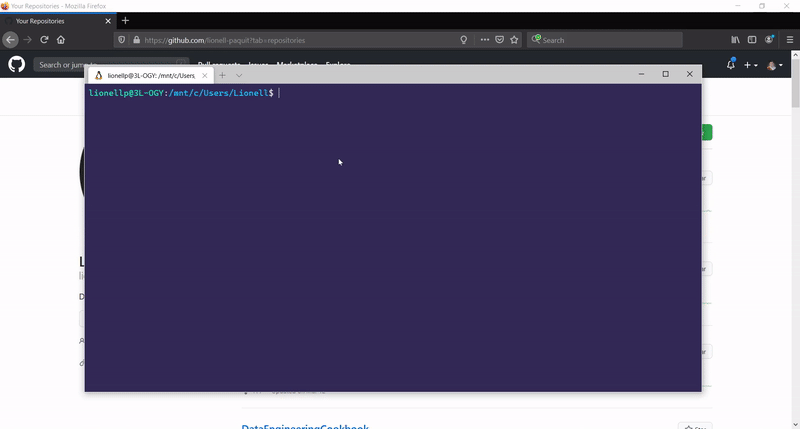 Your Repositories - Mozilla Firefox
Your Repositories
https://github.com/lionell-paquit?tab=repositories
Search
Search or jump to
Pull requests Issues Marketplace Explore
lionellp@3L-OGY: /mnt/c/Users,
lionellp@3L-OGY:/mnt/c/Users/Lionell$
DataEngineeringCookbook
Star